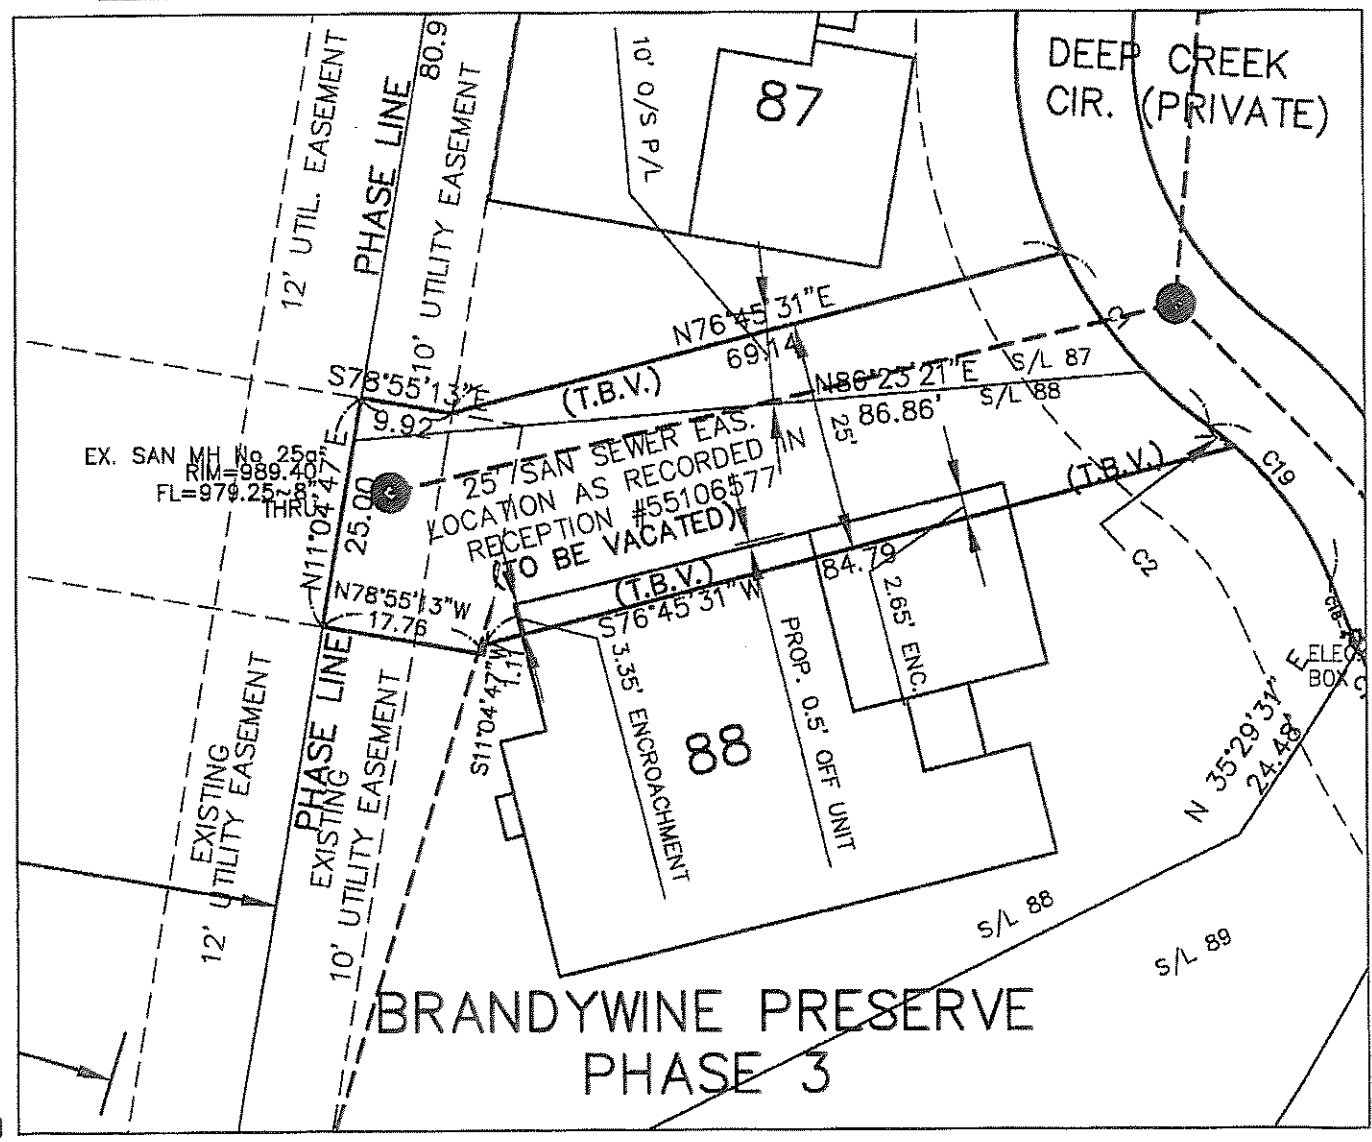 DEEP CREEK
CIR. (PRIVATE)
87
10' O/S P/L
12' UTIL. EASEMENT
PHASE LINE
80.9
10' UTILITY EASEMENT
N76°45'31"E
69.14
(T.B.V.)
S78°55'13"E
9.92
N86°23'21"E
86.86'
S/L 87
S/L 88
25'
EX. SAN MH No 25a
RIM=989.40'
FL=979.25~8"
THRU
N11°04'47"E
25.00
25' SAN SEWER EAS.
LOCATION AS RECORDED IN
RECEPTION #55106577
(TO BE VACATED)
(T.B.V.)
C19
C2
N78°55'13"W
17.76
(T.B.V.)
S76°45'31"W
84.79
2.65' ENC.
S11°04'47"W
1.11
3.35' ENCROACHMENT
PROP. 0.5' OFF UNIT
88
C18
ELEC
BOX
N 35°29'31" E
24.48'
PHASE LINE
EXISTING
12' UTILITY EASEMENT
EXISTING
10' UTILITY EASEMENT
S/L 88
S/L 89
BRANDYWINE PRESERVE
PHASE 3